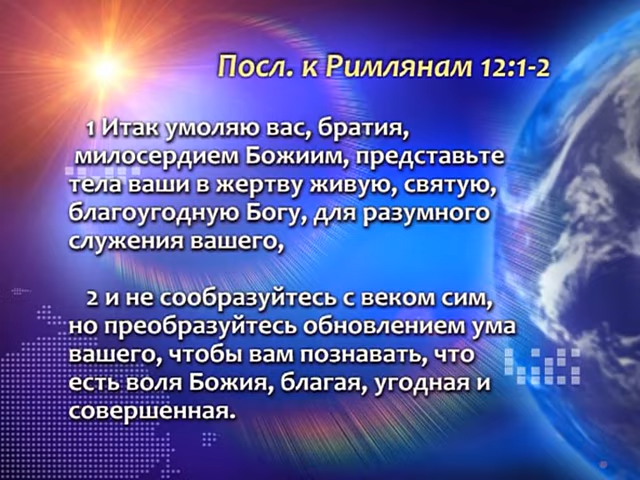 Посл. к Римлянам 12:1-2
1 Итак умоляю вас, братия,
милосердием Божиим, представьте
тела ваши в жертву живую, святую,
благоугодную Богу, для разумного
служения вашего,
2 и не сообразуйтесь с веком сим,
но преобразуйтесь обновлением ума
вашего, чтобы вам познавать, что
есть воля Божия, благая, угодная и
совершенная.